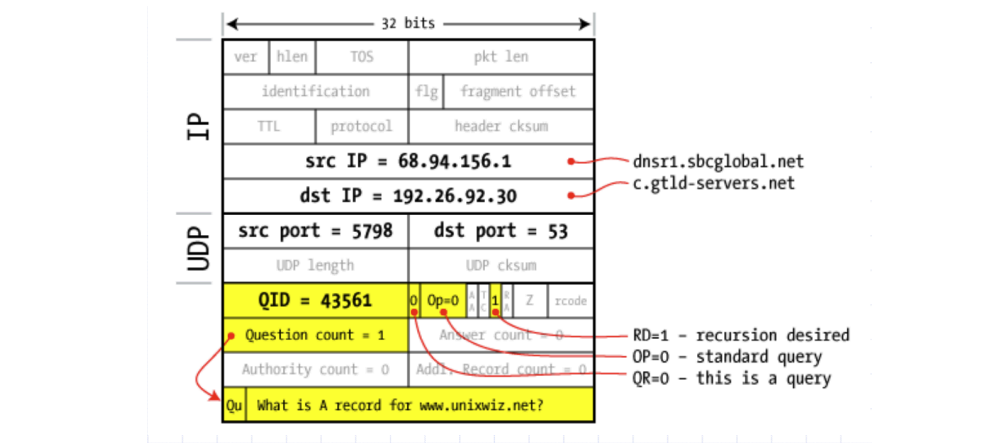 32 bits
IP
ver hlen TOS pkt len
identification flg fragment offset
TTL protocol header cksum
src IP = 68.94.156.1 dnsr1.sbcglobal.net
dst IP = 192.26.92.30 c.gtld-servers.net
UDP
src port = 5798 dst port = 53
UDP length UDP cksum
QID = 43561 0 Op=0 AA TC 1 RA Z rcode
Question count = 1 Answer count = 0 RD=1 - recursion desired
OP=0 - standard query
Authority count = 0 Addl. Record count = 0 QR=0 - this is a query
Qu What is A record for www.unixwiz.net?